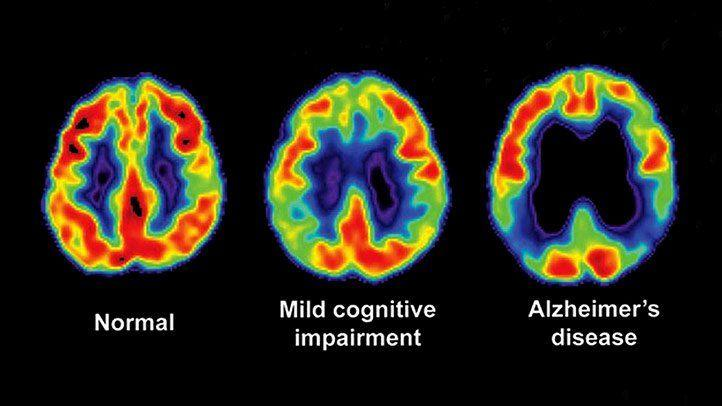 Normal
Mild cognitive
impairment
Alzheimer's
disease